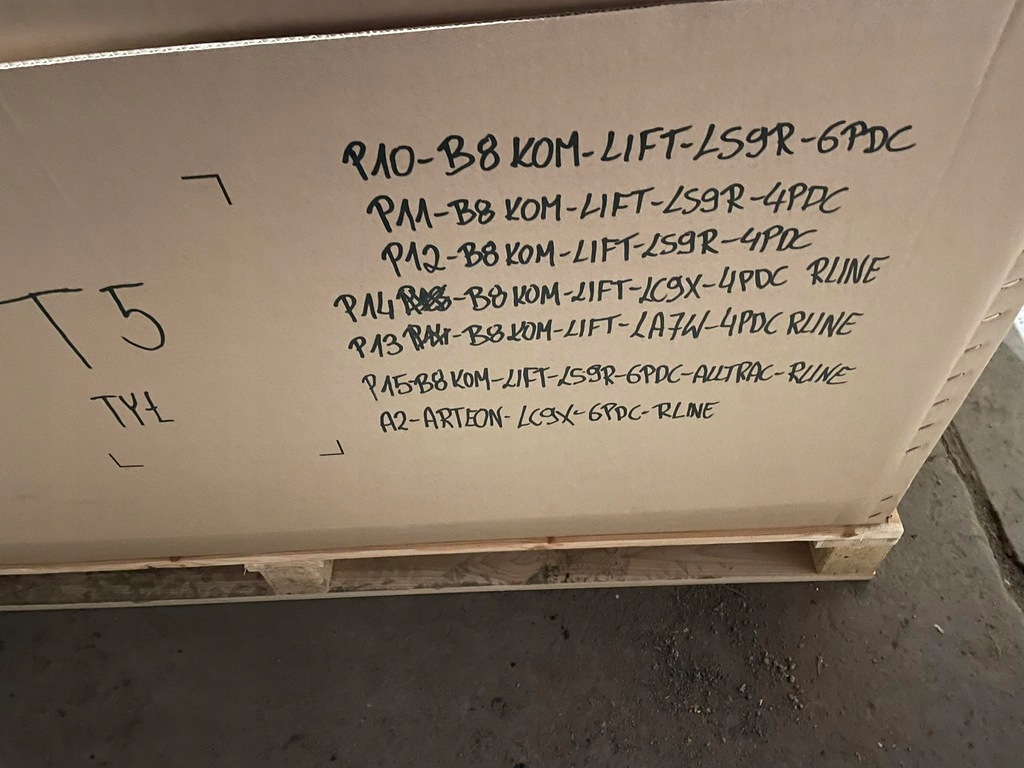 P10-B8 KOM-LIFT-LS9R-6PDC
P11-B8 KOM-LIFT-LS9R-4PDC
P12-B8 KOM-LIFT-LS9R-4PDC
P14 -B8 KOM-LIFT-LC9X-4PDC RLINE
P13 -B8 KOM-LIFT-LA7W-4PDC RLINE
P15-B8 KOM-LIFT-LS9R-6PDC-ALLTRAC-RLINE
A2-ARTEON-LC9X-6PDC-RLINE
T5
TYŁ